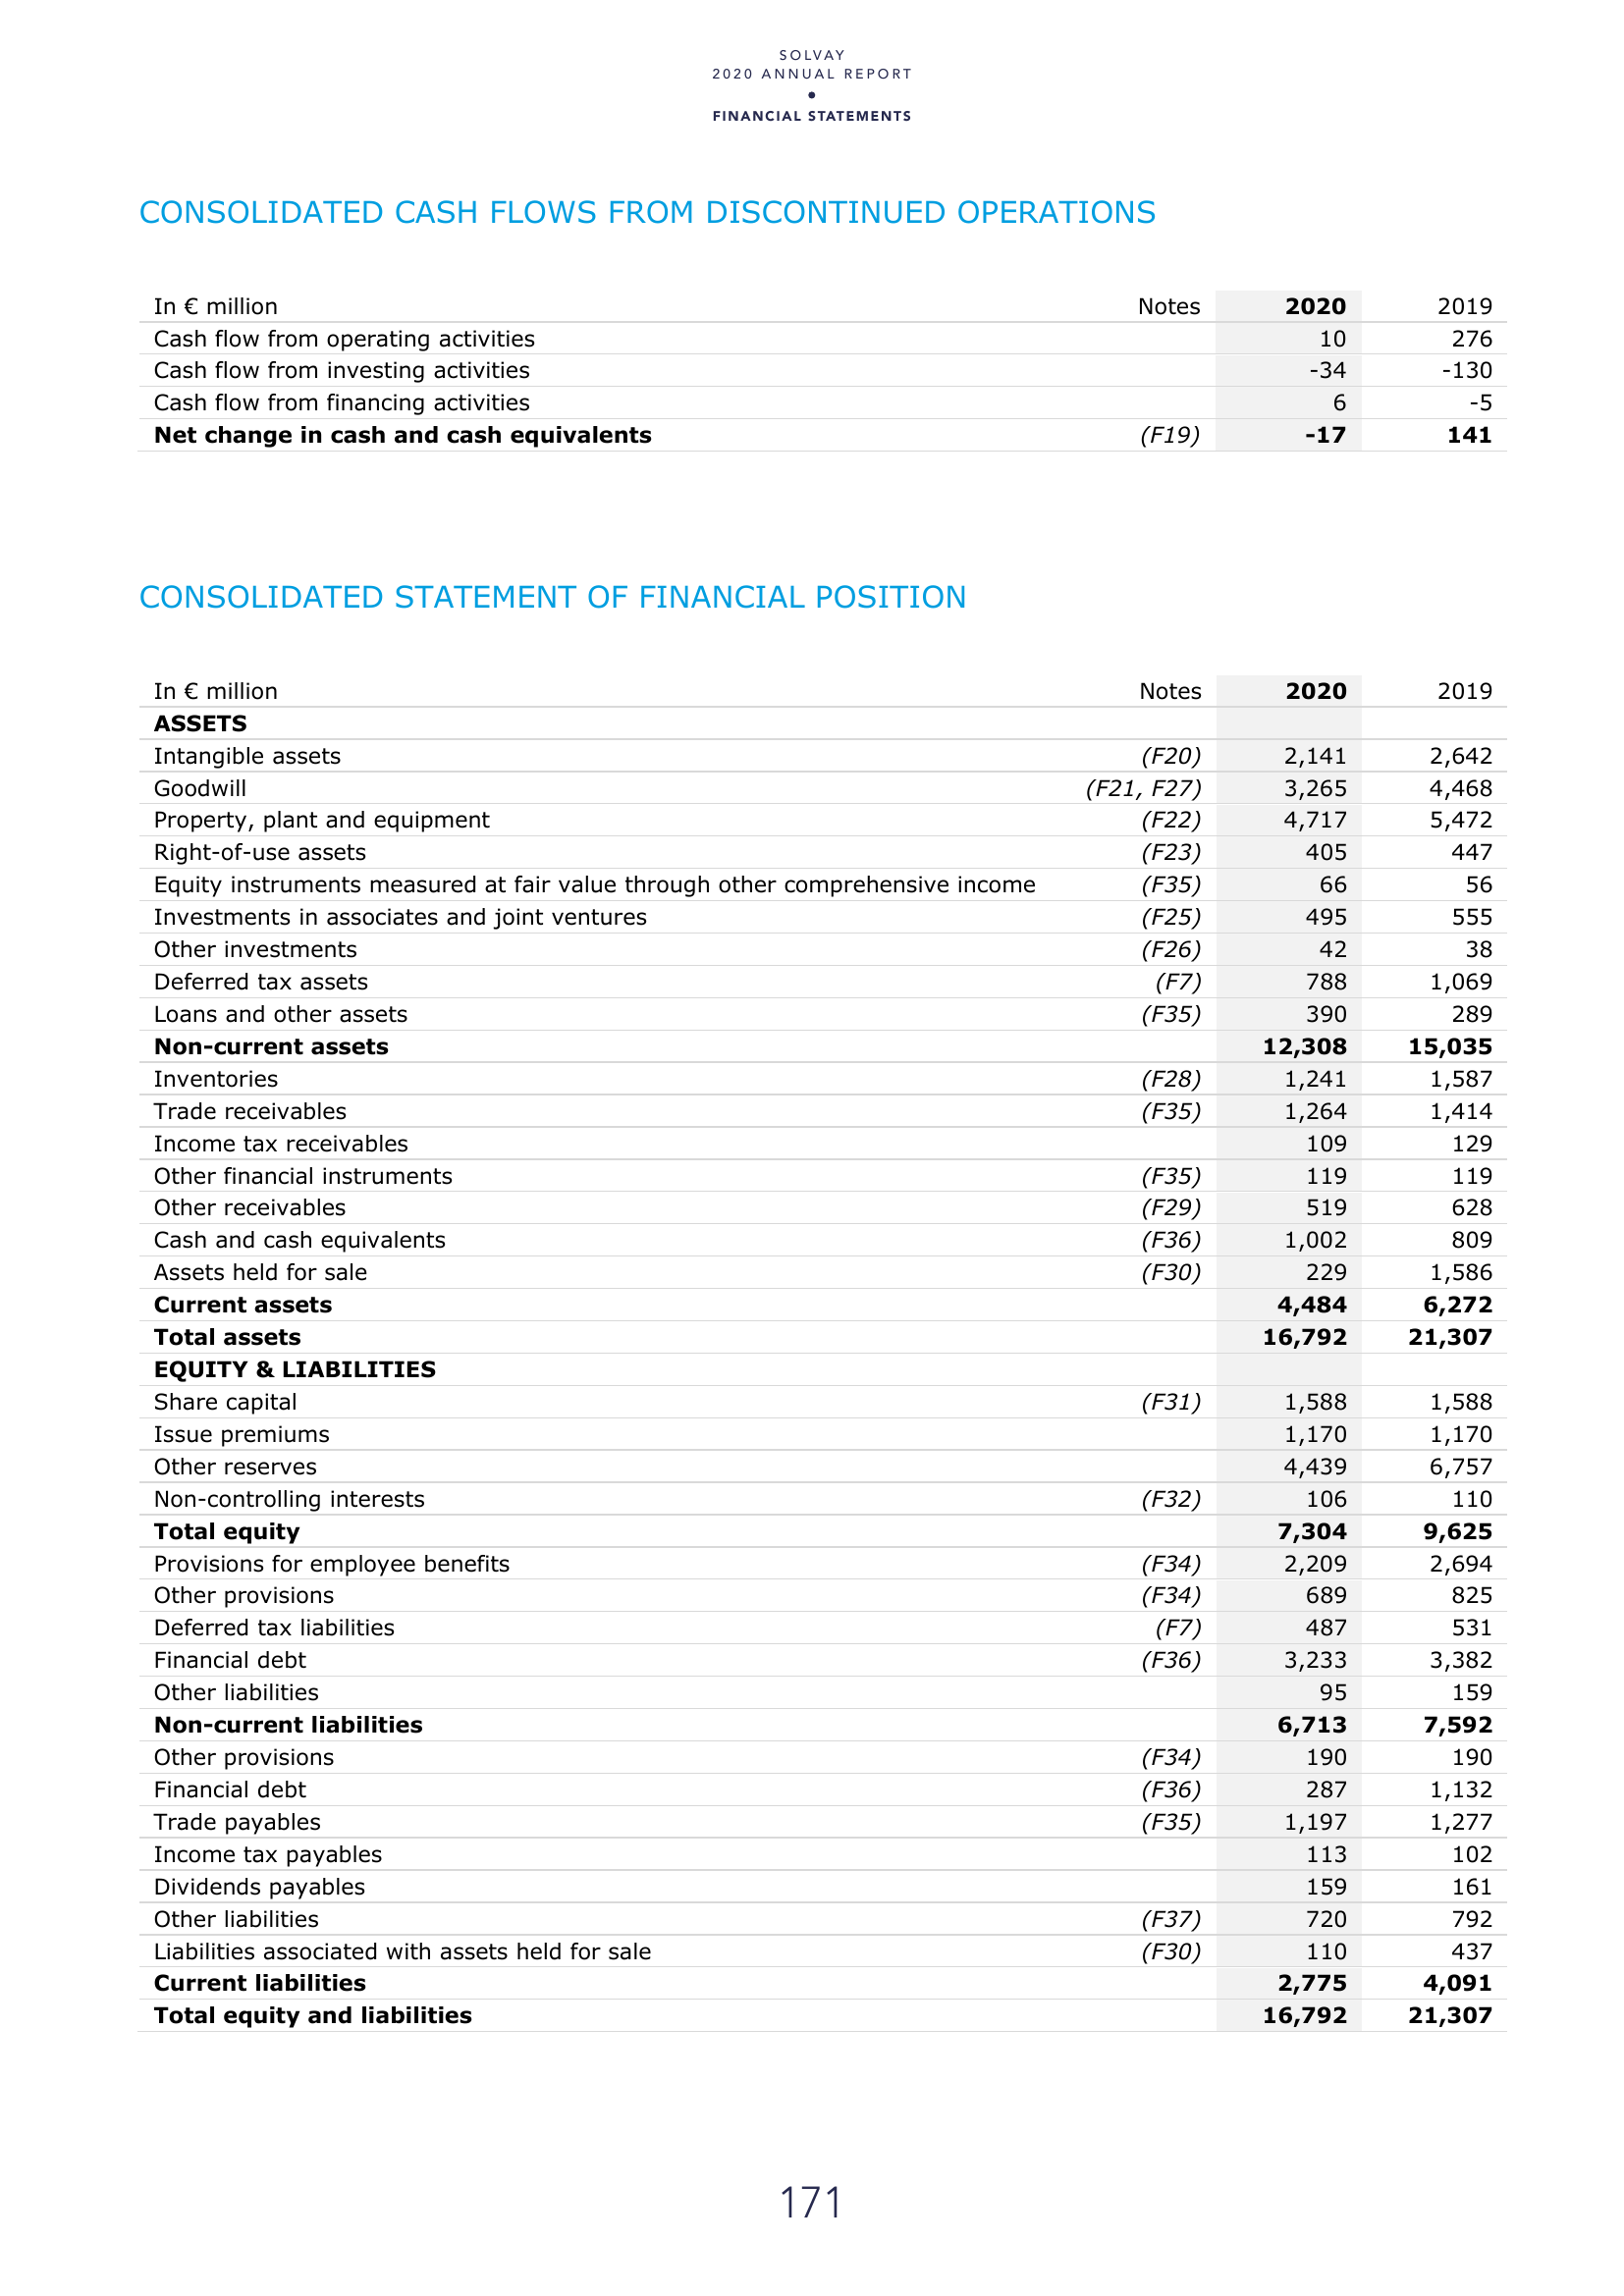 SOLVAY
2020 ANNUAL REPORT
•
FINANCIAL STATEMENTS
CONSOLIDATED CASH FLOWS FROM DISCONTINUED OPERATIONS
In € million Notes 2020 2019
Cash flow from operating activities 10 276
Cash flow from investing activities -34 -130
Cash flow from financing activities 6 -5
Net change in cash and cash equivalents (F19) -17 141
CONSOLIDATED STATEMENT OF FINANCIAL POSITION
In € million Notes 2020 2019
ASSETS
Intangible assets (F20) 2,141 2,642
Goodwill (F21, F27) 3,265 4,468
Property, plant and equipment (F22) 4,717 5,472
Right-of-use assets (F23) 405 447
Equity instruments measured at fair value through other comprehensive income (F35) 66 56
Investments in associates and joint ventures (F25) 495 555
Other investments (F26) 42 38
Deferred tax assets (F7) 788 1,069
Loans and other assets (F35) 390 289
Non-current assets 12,308 15,035
Inventories (F28) 1,241 1,587
Trade receivables (F35) 1,264 1,414
Income tax receivables 109 129
Other financial instruments (F35) 119 119
Other receivables (F29) 519 628
Cash and cash equivalents (F36) 1,002 809
Assets held for sale (F30) 229 1,586
Current assets 4,484 6,272
Total assets 16,792 21,307
EQUITY & LIABILITIES
Share capital (F31) 1,588 1,588
Issue premiums 1,170 1,170
Other reserves 4,439 6,757
Non-controlling interests (F32) 106 110
Total equity 7,304 9,625
Provisions for employee benefits (F34) 2,209 2,694
Other provisions (F34) 689 825
Deferred tax liabilities (F7) 487 531
Financial debt (F36) 3,233 3,382
Other liabilities 95 159
Non-current liabilities 6,713 7,592
Other provisions (F34) 190 190
Financial debt (F36) 287 1,132
Trade payables (F35) 1,197 1,277
Income tax payables 113 102
Dividends payables 159 161
Other liabilities (F37) 720 792
Liabilities associated with assets held for sale (F30) 110 437
Current liabilities 2,775 4,091
Total equity and liabilities 16,792 21,307
171